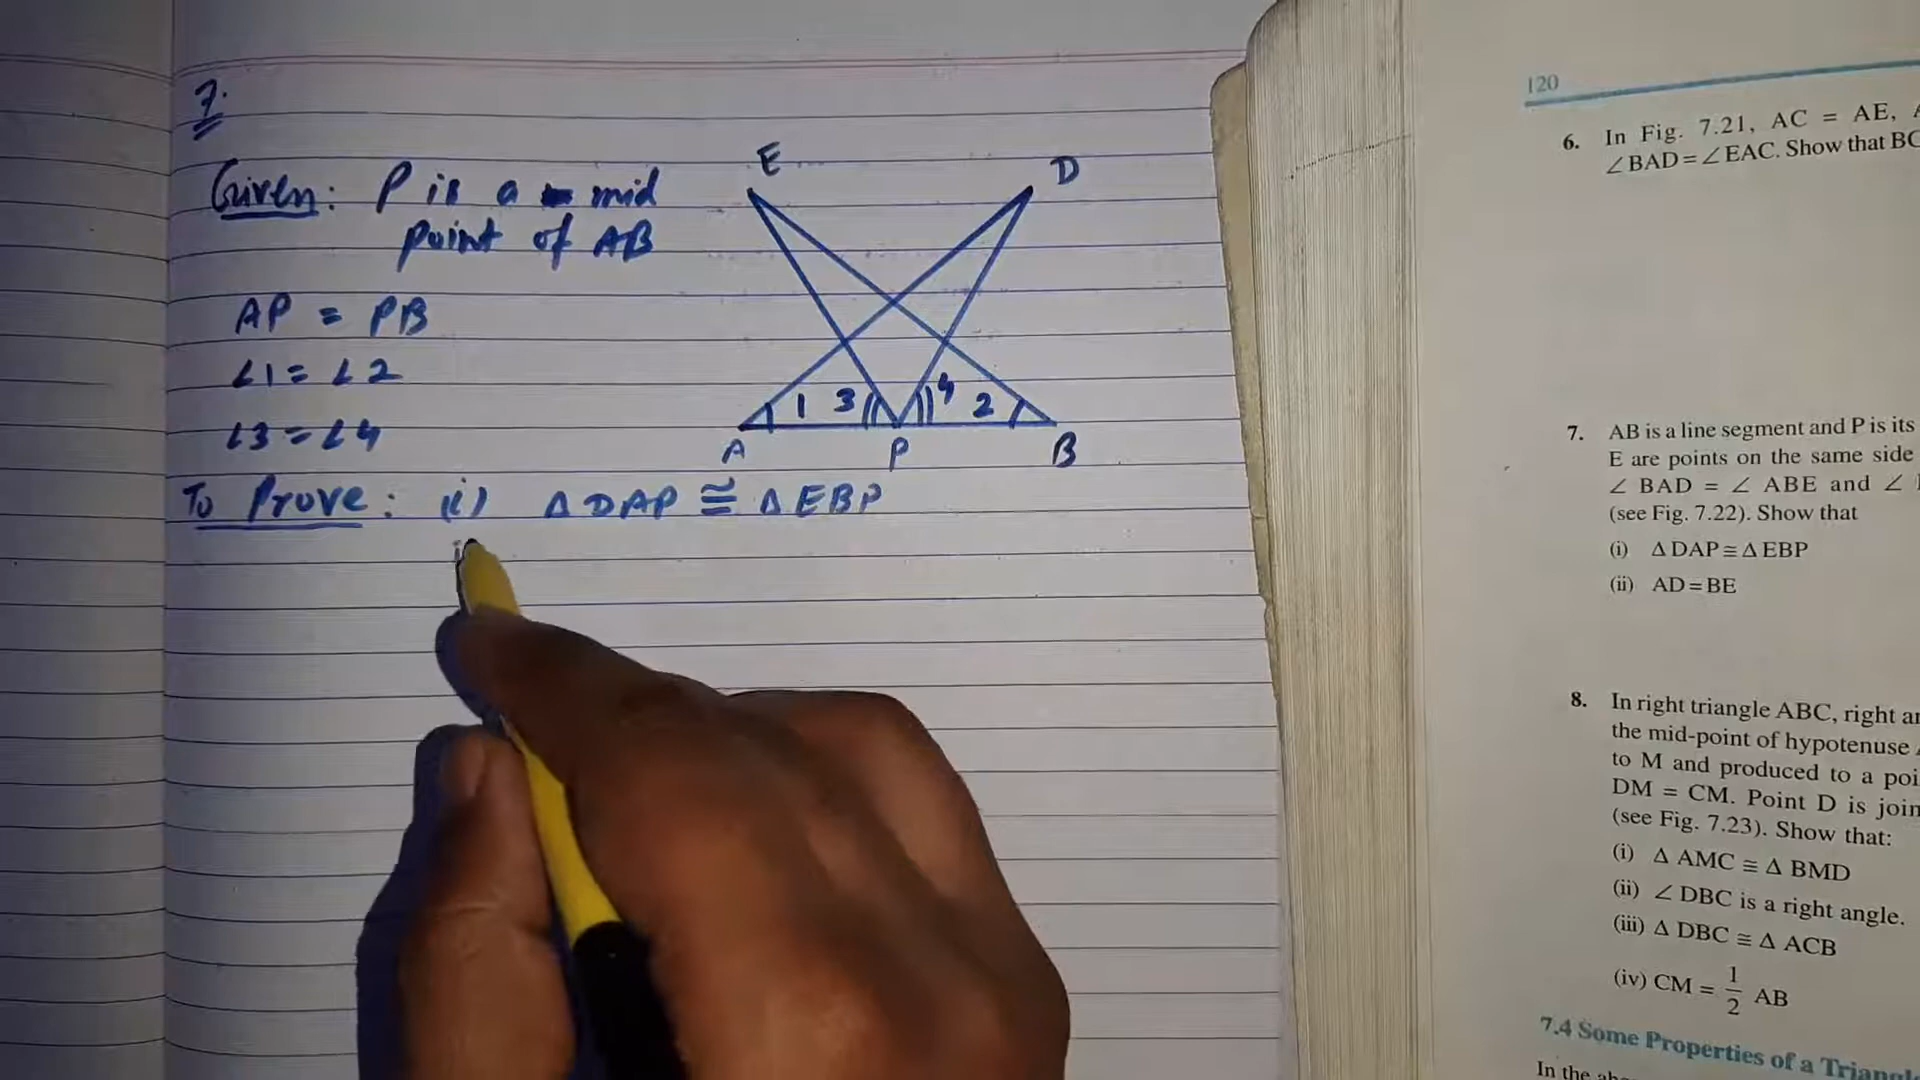 7.
Given: P is a mid
point of AB
AP = PB
∠1 = ∠2
∠3 = ∠4
To Prove: (i) △DAP ≅ △EBP
E
D
1 3 4 2
A P B
120
6. In Fig. 7.21, AC = AE,
∠BAD = ∠EAC. Show that BC
7. AB is a line segment and P is its
E are points on the same side
∠ BAD = ∠ ABE and ∠
(see Fig. 7.22). Show that
(i) Δ DAP ≅ Δ EBP
(ii) AD = BE
8. In right triangle ABC, right
the mid-point of hypotenuse
to M and produced to a
DM = CM. Point D is
(see Fig. 7.23). Show that:
(i) Δ AMC ≅ Δ BMD
(ii) ∠ DBC is a right angle.
(iii) Δ DBC ≅ Δ ACB
(iv) CM = 1/2 AB
7.4 Some Properties of a
In the